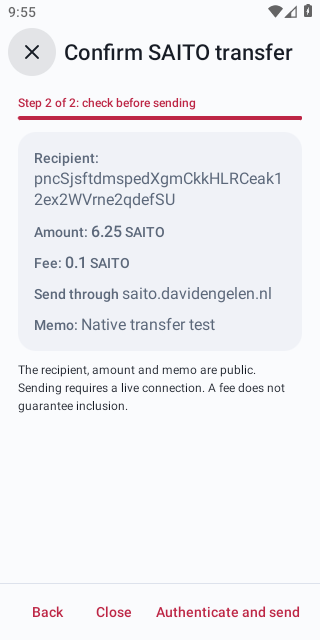 9:55
Confirm SAITO transfer
Step 2 of 2: check before sending
Recipient:
pncSjsftdmspedXgmCkkHLRCeak1
2ex2WVrne2qdefSU
Amount: 6.25 SAITO
Fee: 0.1 SAITO
Send through saito.davidengelen.nl
Memo: Native transfer test
The recipient, amount and memo are public.
Sending requires a live connection. A fee does not
guarantee inclusion.
Back Close Authenticate and send